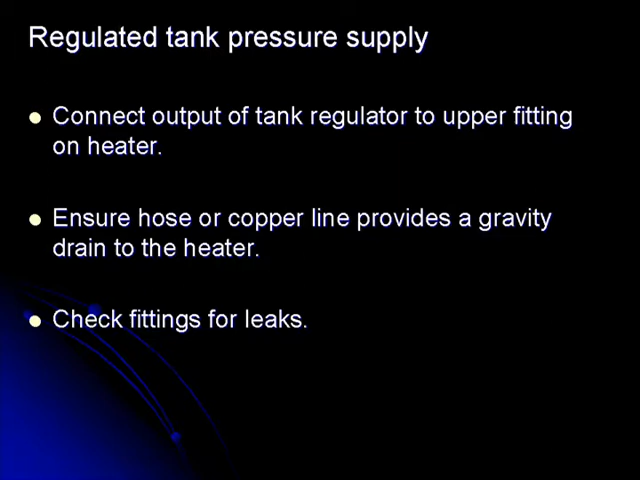 Regulated tank pressure supply
Connect output of tank regulator to upper fitting
on heater.
Ensure hose or copper line provides a gravity
drain to the heater.
Check fittings for leaks.